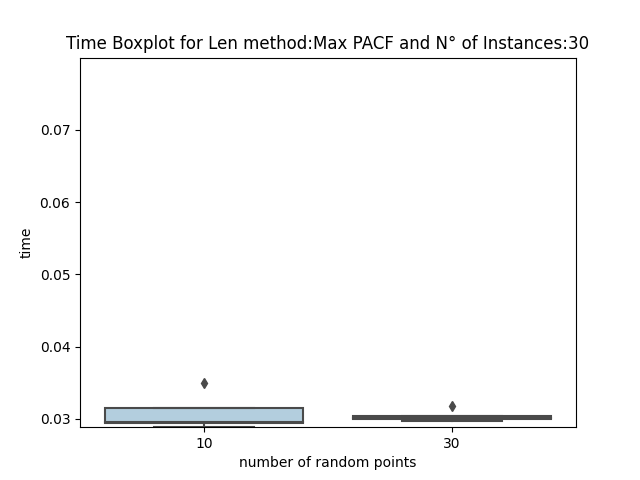 Time Boxplot for Len method:Max PACF and N° of Instances:30
0.07
0.06
0.05
0.04
0.03
time
10 30
number of random points